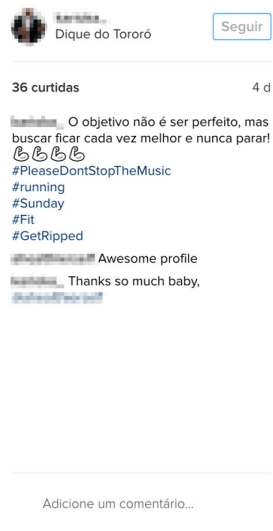 Dique do Tororó
Seguir
36 curtidas
4 d
O objetivo não é ser perfeito, mas
buscar ficar cada vez melhor e nunca parar!
💪💪💪💪
#PleaseDontStopTheMusic
#running
#Sunday
#Fit
#GetRipped
Awesome profile
Thanks so much baby,
Adicione um comentário...